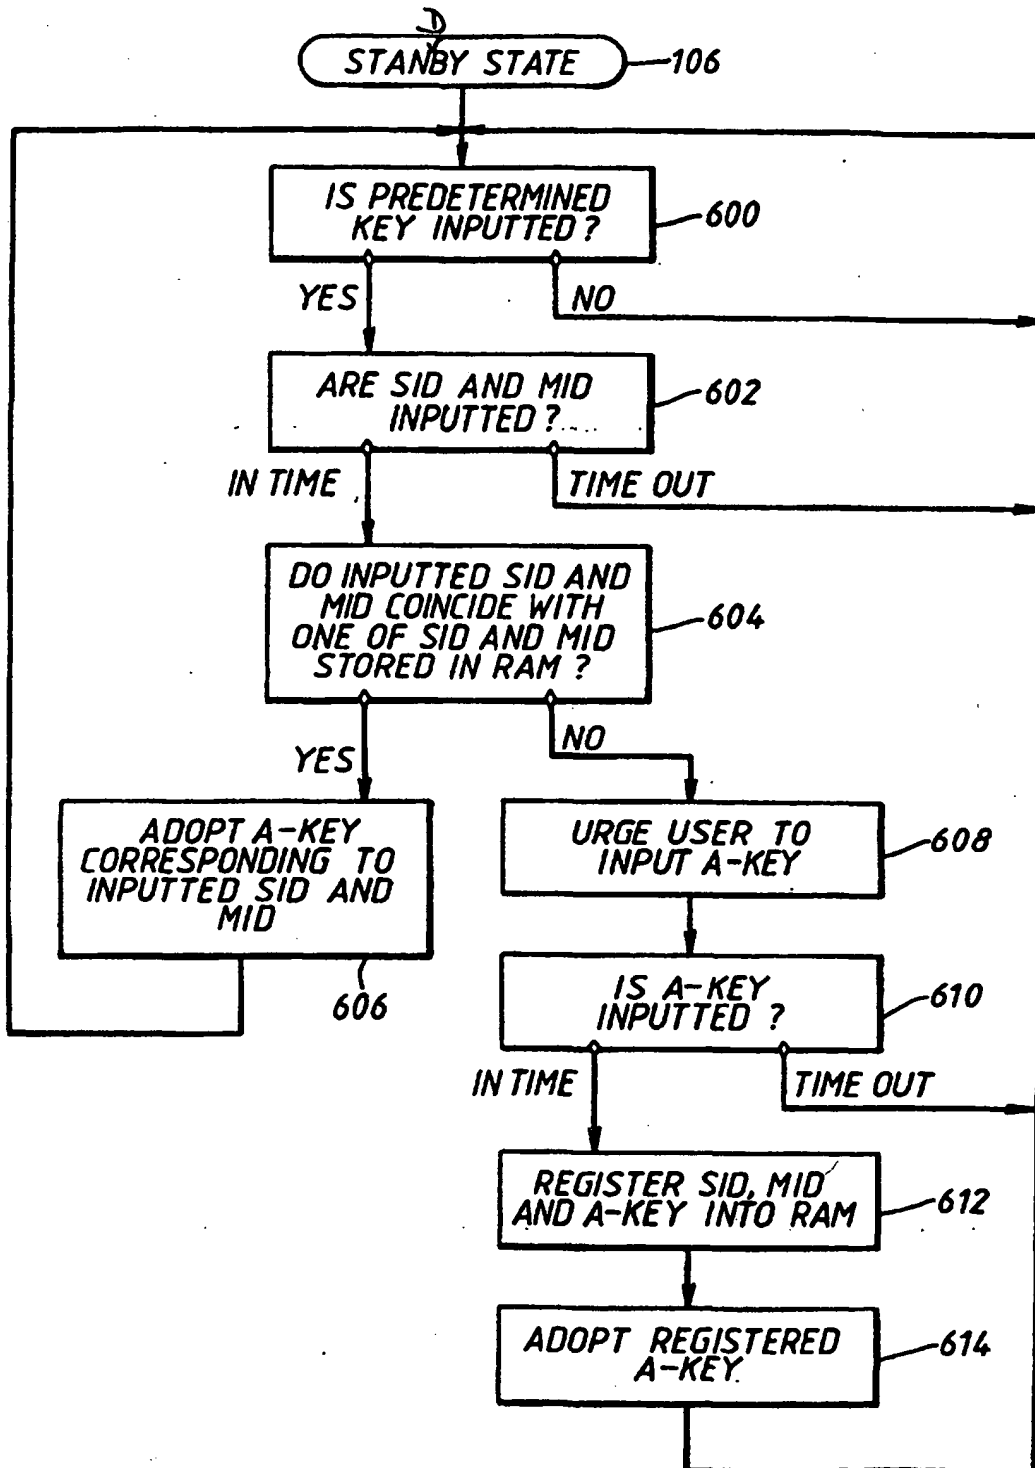 D
STANBY STATE
106
IS PREDETERMINED
KEY INPUTTED ?
600
YES
NO
ARE SID AND MID
INPUTTED ?
602
IN TIME
TIME OUT
DO INPUTTED SID AND
MID COINCIDE WITH
ONE OF SID AND MID
STORED IN RAM ?
604
YES
NO
ADOPT A-KEY
CORRESPONDING TO
INPUTTED SID AND
MID
606
URGE USER TO
INPUT A-KEY
608
IS A-KEY
INPUTTED ?
610
IN TIME
TIME OUT
REGISTER SID, MID
AND A-KEY INTO RAM
612
ADOPT REGISTERED
A-KEY.
614